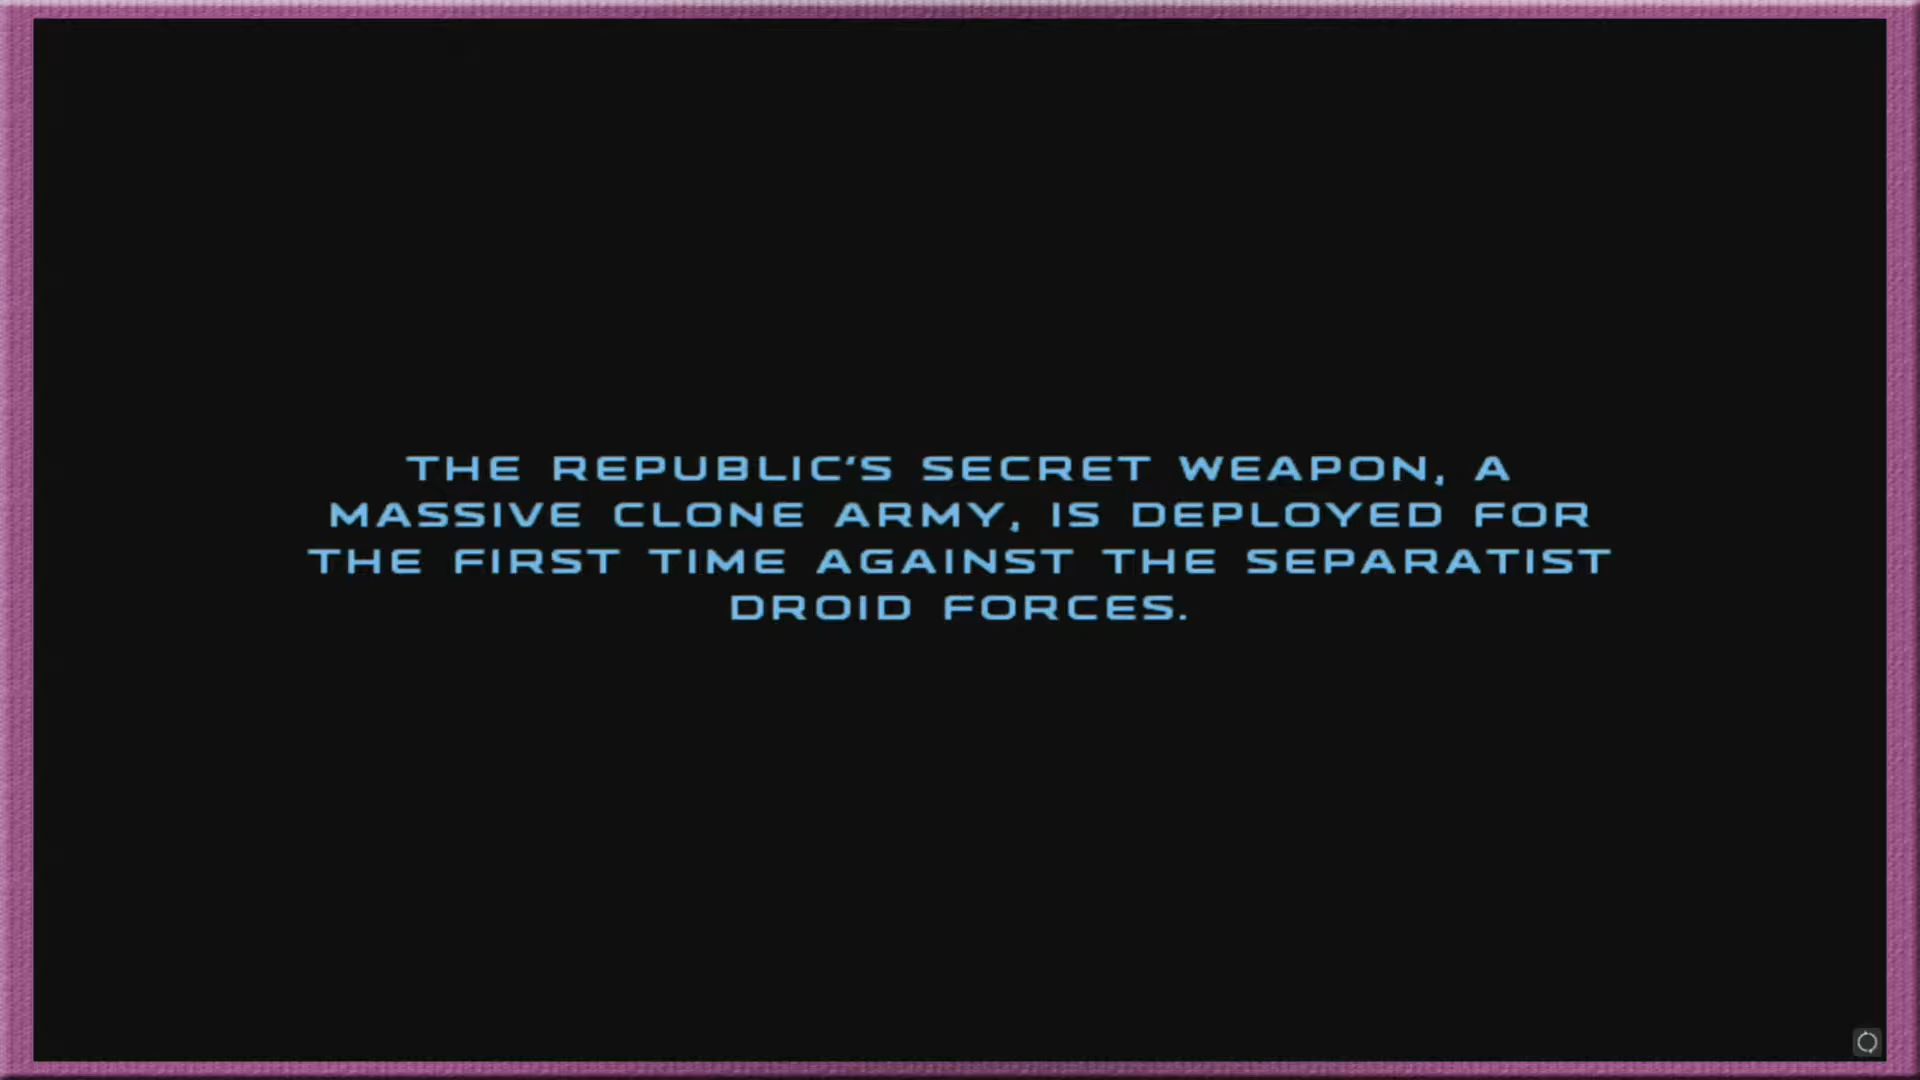 THE REPUBLIC'S SECRET WEAPON, A
MASSIVE CLONE ARMY, IS DEPLOYED FOR
THE FIRST TIME AGAINST THE SEPARATIST
DROID FORCES.